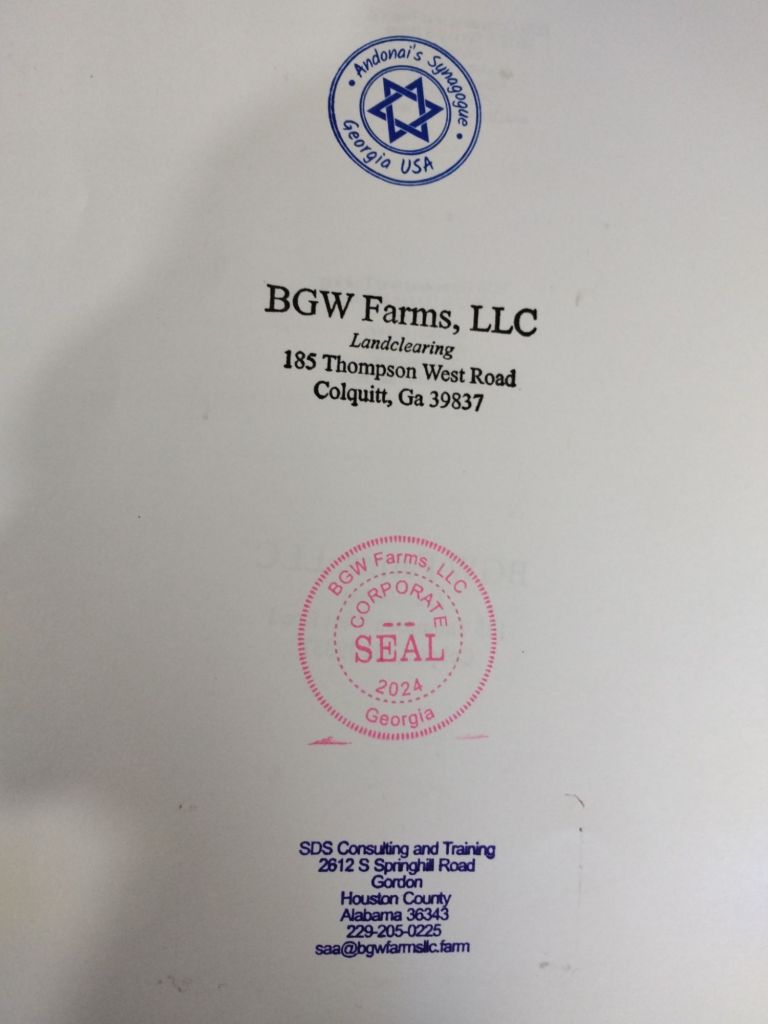 Andonai's Synagogue
Georgia USA
BGW Farms, LLC
Landclearing
185 Thompson West Road
Colquitt, Ga 39837
BGW Farms, LLC
CORPORATE
SEAL
2024
Georgia
SDS Consulting and Training
2612 S Springhill Road
Gordon
Houston County
Alabama 36343
229-205-0225
saa@bgwfarmsllc.farm